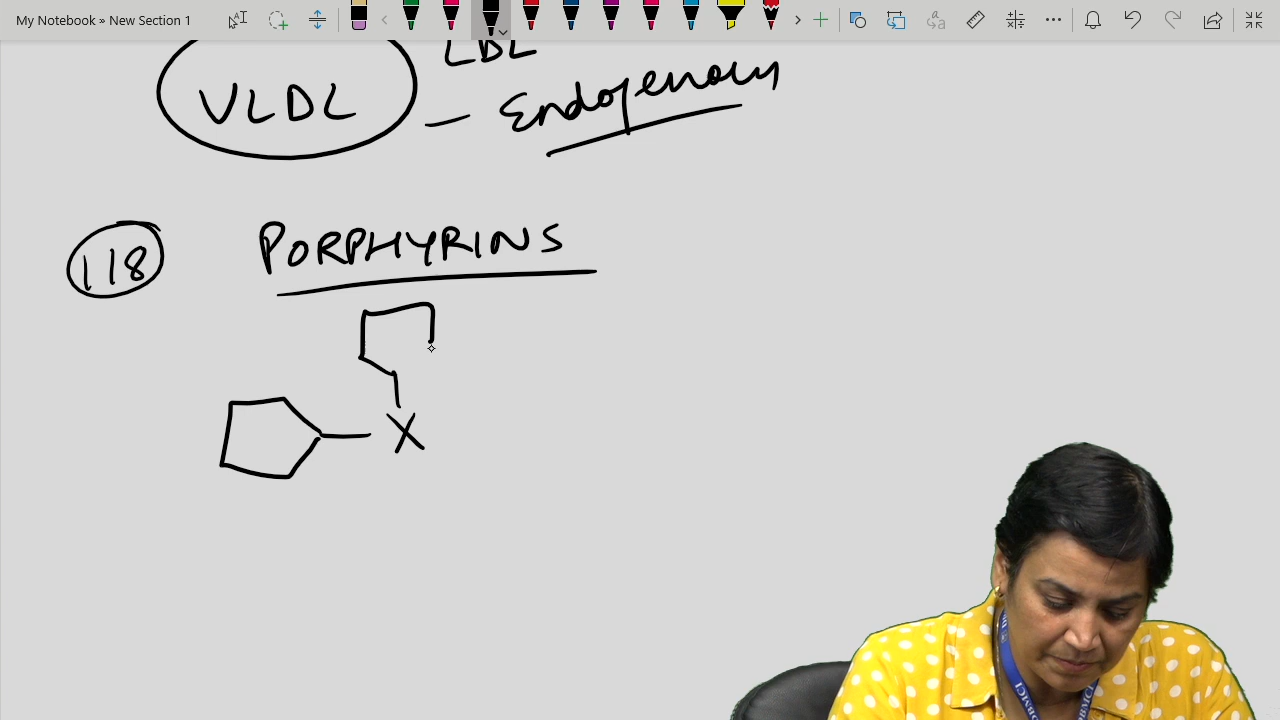 My Notebook » New Section 1
LDL
VLDL — Endogenous
118 PORPHYRINS
X